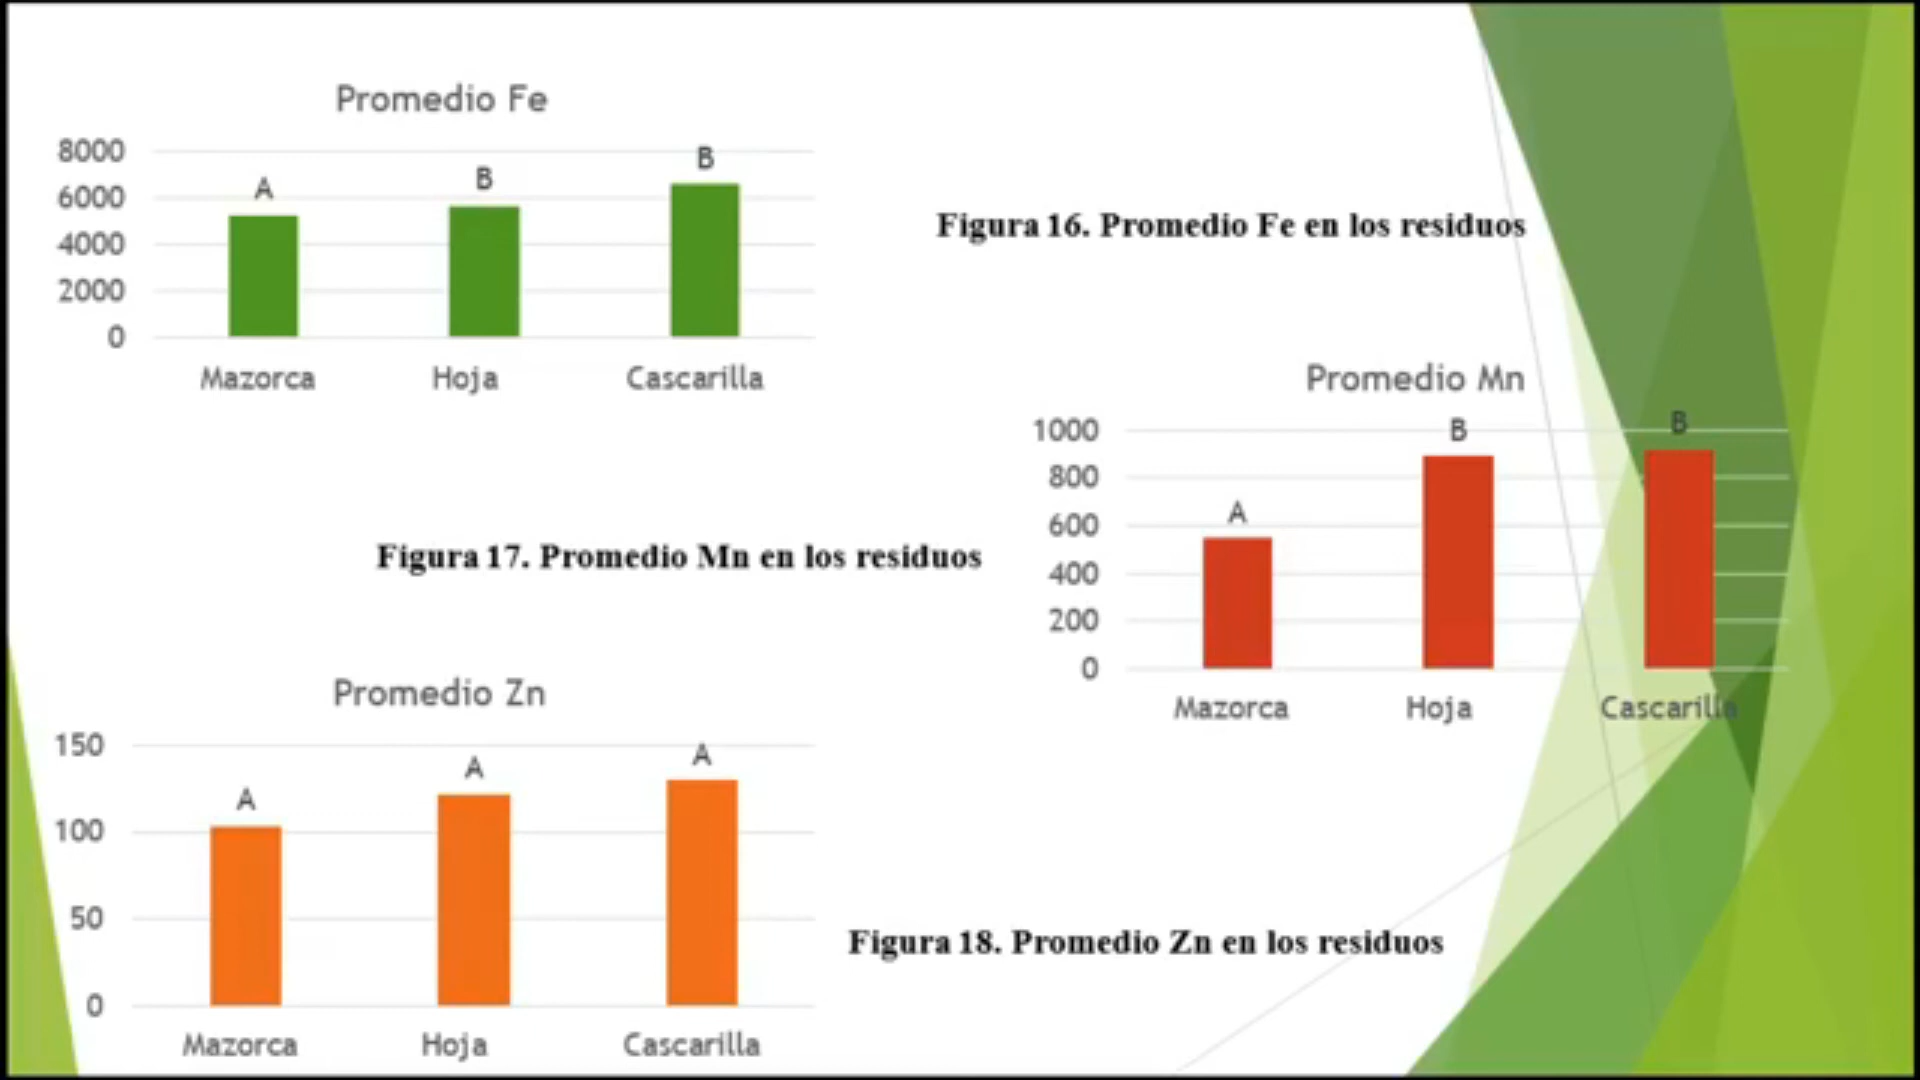 Promedio Fe
8000
6000
4000
2000
0
A
B
B
Mazorca
Hoja
Cascarilla
Figura 16. Promedio Fe en los residuos
Promedio Mn
1000
800
600
400
200
0
A
B
B
Mazorca
Hoja
Cascarilla
Figura 17. Promedio Mn en los residuos
Promedio Zn
150
100
50
0
A
A
A
Mazorca
Hoja
Cascarilla
Figura 18. Promedio Zn en los residuos